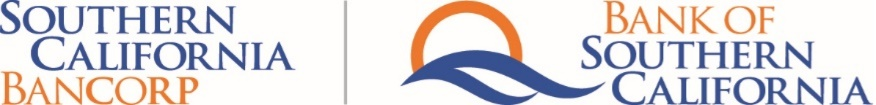 SOUTHERN
CALIFORNIA
BANCORP
BANK OF
SOUTHERN
CALIFORNIA